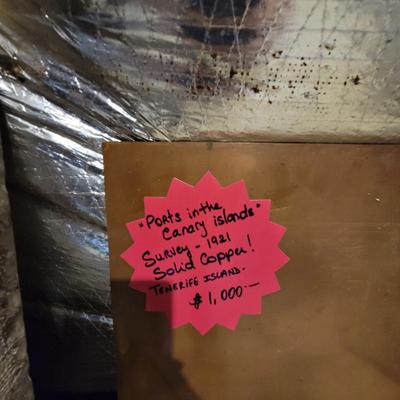 "Ports in the
Canary islands"
Survey - 1921
Solid Copper!
TENERIFE ISLAND.
$1,000.—